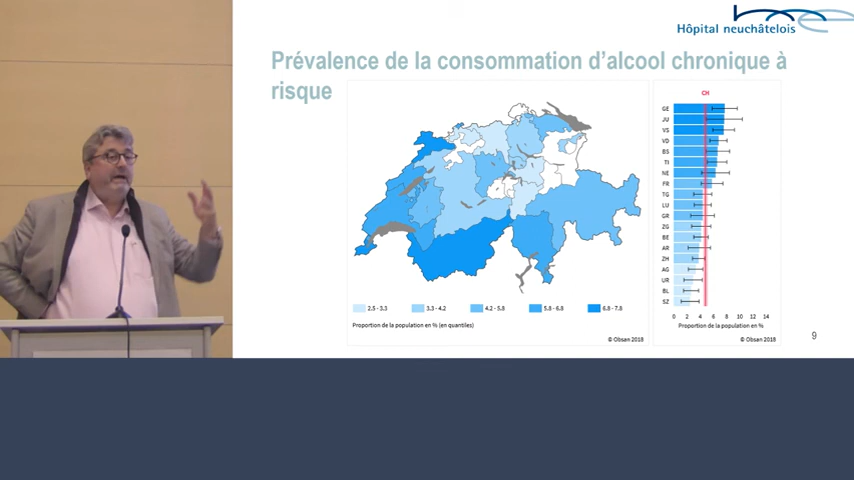 Hôpital neuchâtelois
Prévalence de la consommation d’alcool chronique à
risque
2.5 - 3.3
3.3 - 4.2
4.2 - 5.8
5.8 - 6.8
6.8 - 7.8
Proportion de la population en % (en quantiles)
© Obsan 2018
CH
GE
JU
VS
VD
BS
TI
NE
FR
TG
LU
GR
ZG
BE
AR
ZH
AG
UR
BL
SZ
0 2 4 6 8 10 12 14
Proportion de la population en %
© Obsan 2018
9